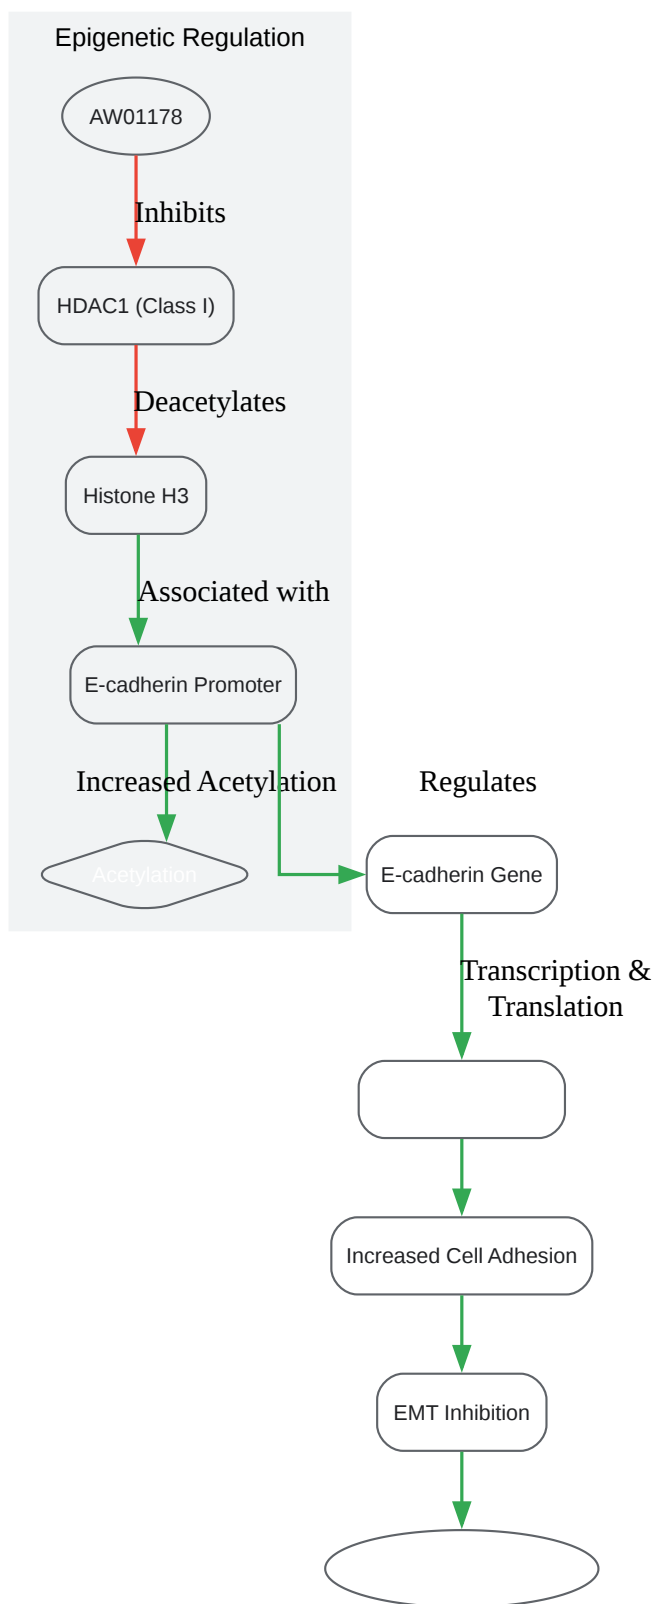 Epigenetic Regulation
AW01178
Inhibits
HDAC1 (Class I)
Deacetylates
Histone H3
Associated with
E-cadherin Promoter
Increased Acetylation
Regulates
Acetylation
E-cadherin Gene
Transcription &
Translation
Increased Cell Adhesion
EMT Inhibition